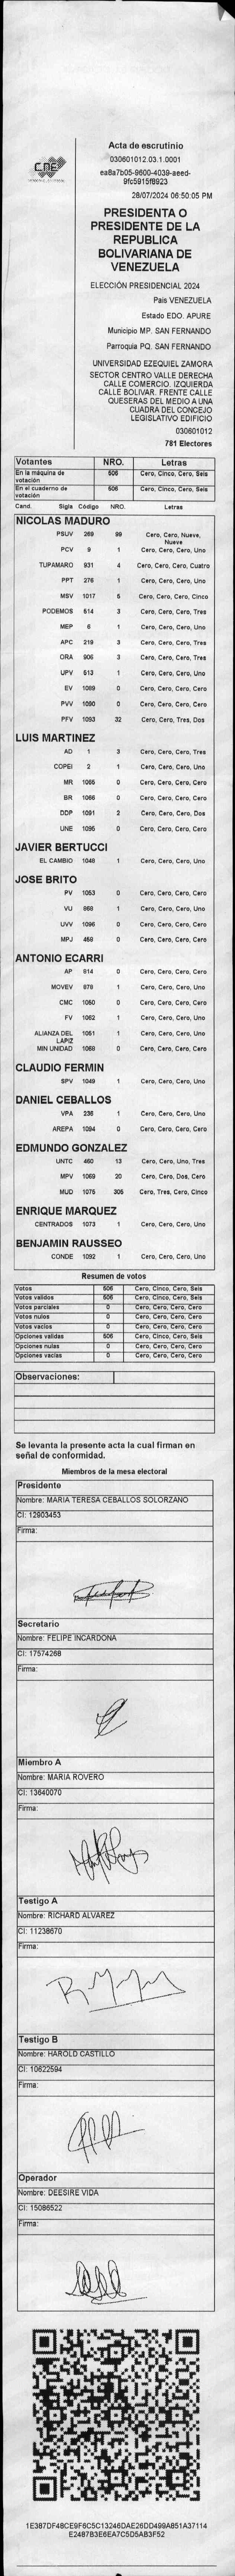 CNE
Acta de escrutinio
030601012.03.1.0001
ea8a7b05-9600-4039-aeed-
9fc5915f8923
28/07/2024 06:50:05 PM
PRESIDENTA O
PRESIDENTE DE LA
REPUBLICA
BOLIVARIANA DE
VENEZUELA
ELECCIÓN PRESIDENCIAL 2024
País VENEZUELA
Estado EDO. APURE
Municipio MP. SAN FERNANDO
Parroquia PQ. SAN FERNANDO
UNIVERSIDAD EZEQUIEL ZAMORA
SECTOR CENTRO VALLE DERECHA
CALLE COMERCIO. IZQUIERDA
CALLE BOLIVAR. FRENTE CALLE
QUESERAS DEL MEDIO A UNA
CUADRA DEL CONCEJO
LEGISLATIVO EDIFICIO
030601012
781 Electores
Votantes NRO. Letras
En la máquina de votación 506 Cero, Cinco, Cero, Seis
En el cuaderno de votación 506 Cero, Cinco, Cero, Seis
Cand. Sigla Código NRO. Letras
NICOLAS MADURO
PSUV 269 99 Cero, Cero, Nueve, Nueve
PCV 9 1 Cero, Cero, Cero, Uno
TUPAMARO 931 4 Cero, Cero, Cero, Cuatro
PPT 276 1 Cero, Cero, Cero, Uno
MSV 1017 5 Cero, Cero, Cero, Cinco
PODEMOS 514 3 Cero, Cero, Cero, Tres
MEP 6 1 Cero, Cero, Cero, Uno
APC 219 3 Cero, Cero, Cero, Tres
ORA 906 3 Cero, Cero, Cero, Tres
UPV 513 1 Cero, Cero, Cero, Uno
EV 1089 0 Cero, Cero, Cero, Cero
PVV 1090 0 Cero, Cero, Cero, Cero
PFV 1093 32 Cero, Cero, Tres, Dos
LUIS MARTINEZ
AD 1 3 Cero, Cero, Cero, Tres
COPEI 2 1 Cero, Cero, Cero, Uno
MR 1065 0 Cero, Cero, Cero, Cero
BR 1066 0 Cero, Cero, Cero, Cero
DDP 1091 2 Cero, Cero, Cero, Dos
UNE 1095 0 Cero, Cero, Cero, Cero
JAVIER BERTUCCI
EL CAMBIO 1048 1 Cero, Cero, Cero, Uno
JOSE BRITO
PV 1053 0 Cero, Cero, Cero, Cero
VU 868 1 Cero, Cero, Cero, Uno
UVV 1096 0 Cero, Cero, Cero, Cero
MPJ 459 0 Cero, Cero, Cero, Cero
ANTONIO ECARRI
AP 614 0 Cero, Cero, Cero, Cero
MOVEV 878 1 Cero, Cero, Cero, Uno
CMC 1050 0 Cero, Cero, Cero, Cero
FV 1052 1 Cero, Cero, Cero, Uno
ALIANZA DEL LAPIZ 1051 1 Cero, Cero, Cero, Uno
MIN UNIDAD 1058 0 Cero, Cero, Cero, Cero
CLAUDIO FERMIN
SPV 1049 1 Cero, Cero, Cero, Uno
DANIEL CEBALLOS
VPA 236 1 Cero, Cero, Cero, Uno
AREPA 1094 0 Cero, Cero, Cero, Cero
EDMUNDO GONZALEZ
UNTC 460 13 Cero, Cero, Uno, Tres
MPV 1069 20 Cero, Cero, Dos, Cero
MUD 1075 305 Cero, Tres, Cero, Cinco
ENRIQUE MARQUEZ
CENTRADOS 1073 1 Cero, Cero, Cero, Uno
BENJAMIN RAUSSEO
CONDE 1092 1 Cero, Cero, Cero, Uno
Resumen de votos
Votos 506 Cero, Cinco, Cero, Seis
Votos validos 506 Cero, Cinco, Cero, Seis
Votos parciales 0 Cero, Cero, Cero, Cero
Votos nulos 0 Cero, Cero, Cero, Cero
Votos vacíos 0 Cero, Cero, Cero, Cero
Opciones validas 506 Cero, Cinco, Cero, Seis
Opciones nulas 0 Cero, Cero, Cero, Cero
Opciones vacias 0 Cero, Cero, Cero, Cero
Observaciones:
Se levanta la presente acta la cual firman en
señal de conformidad.
Miembros de la mesa electoral
Presidente
Nombre: MARIA TERESA CEBALLOS SOLORZANO
CI: 12903453
Firma:
Secretario
Nombre: FELIPE INCARDONA
CI: 17574268
Firma:
Miembro A
Nombre: MARIA ROVERO
CI: 13640070
Firma:
Testigo A
Nombre: RICHARD ALVAREZ
CI: 11238670
Firma:
Testigo B
Nombre: HAROLD CASTILLO
CI: 10622594
Firma:
Operador
Nombre: DEESIRE VIDA
CI: 15086522
Firma:
1E387DF48CE9F6C5C13246DAE26DD499A851A37114
E2487B3E6EA7C5D5AB3F52